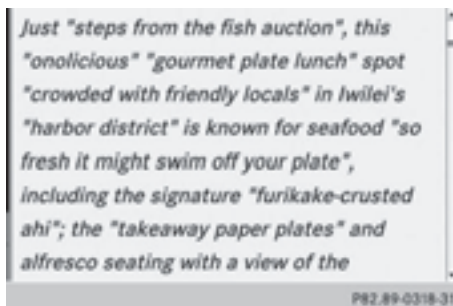 Just "steps from the fish auction", this
"onolicious" "gourmet plate lunch" spot
"crowded with friendly locals" in Iwilei's
"harbor district" is known for seafood "so
fresh it might swim off your plate",
including the signature "furikake-crusted
ahi"; the "takeaway paper plates" and
alfresco seating with a view of the
P82.89-0318-31